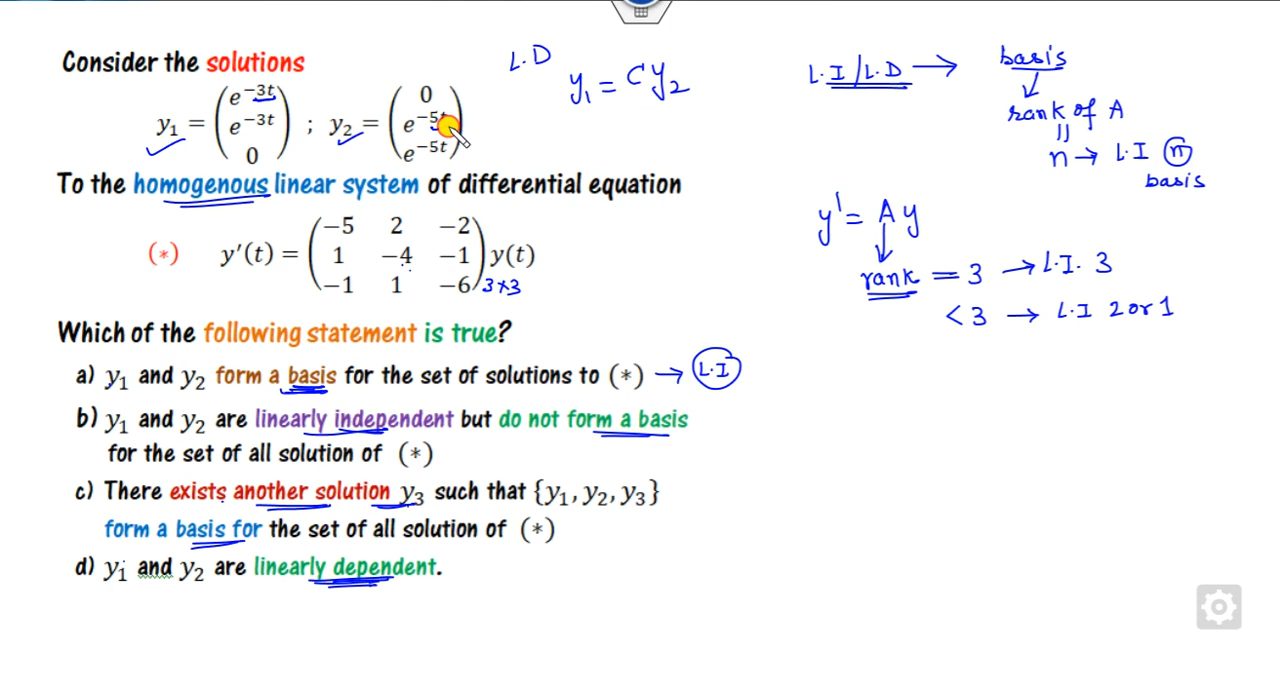 Consider the solutions
y₁ = (e⁻³ᵗ e⁻³ᵗ 0) ; y₂ = (0 e⁻⁵ᵗ e⁻⁵ᵗ)
To the homogenous linear system of differential equation
(*) y′(t) = (−5 2 −2
1 −4 −1
−1 1 −6) y(t)
3×3
Which of the following statement is true?
a) y₁ and y₂ form a basis for the set of solutions to (*) → L.I
b) y₁ and y₂ are linearly independent but do not form a basis
for the set of all solution of (*)
c) There exists another solution y₃ such that {y₁, y₂, y₃}
form a basis for the set of all solution of (*)
d) y₁ and y₂ are linearly dependent.
L.D
y₁ = C y₂
L.I / L.D → basis
↓
rank of A
||
n → L.I n
basis
y' = A y
↓
rank = 3 → L.I. 3
< 3 → L.I 2 or 1